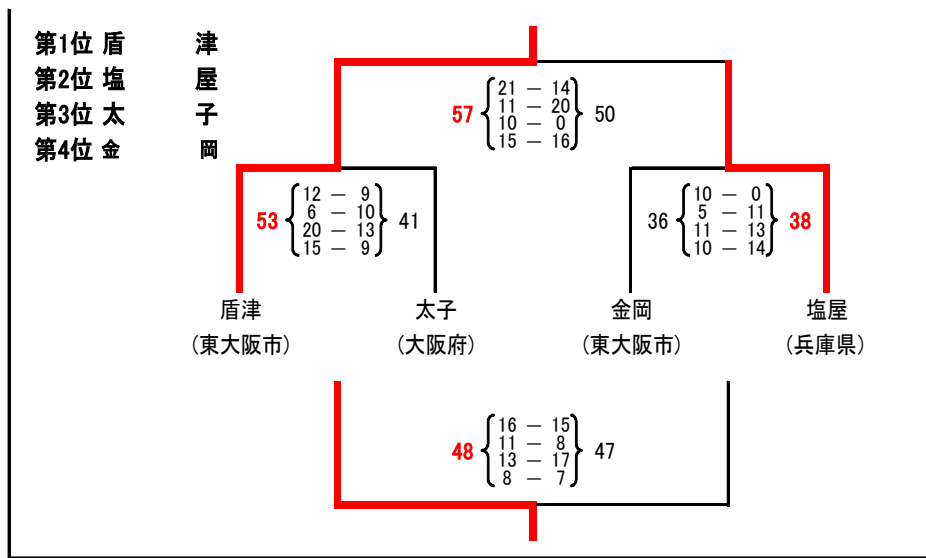 第1位 盾 津
第2位 塩 屋
第3位 太 子
第4位 金 岡
57 21 － 14 50
11 － 20
10 － 0
15 － 16
53 12 － 9 41
6 － 10
20 － 13
15 － 9
36 10 － 0 38
5 － 11
11 － 13
10 － 14
盾津 太子 金岡 塩屋
(東大阪市) (大阪府) (東大阪市) (兵庫県)
48 16 － 15 47
11 － 8
13 － 17
8 － 7